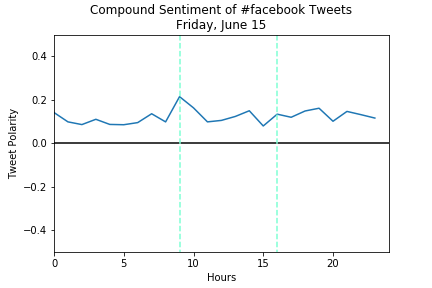 Compound Sentiment of #facebook Tweets
Friday, June 15
Tweet Polarity
0.4
0.2
0.0
−0.2
−0.4
0 5 10 15 20
Hours